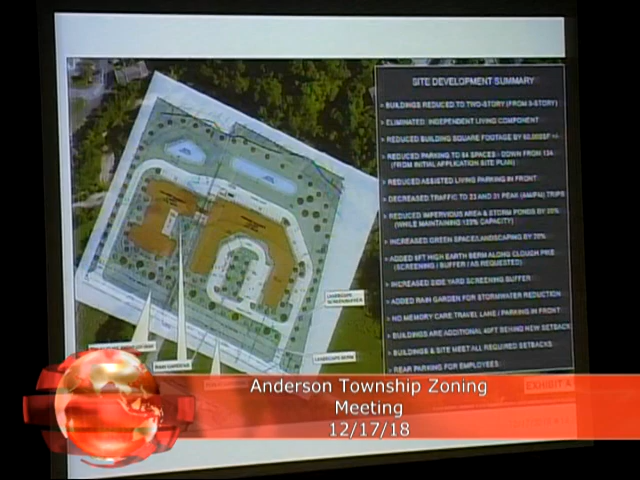 SITE DEVELOPMENT SUMMARY
> BUILDINGS REDUCED TO TWO-STORY (FROM 3-STORY)
> ELIMINATED INDEPENDENT LIVING COMPONENT
> REDUCED BUILDING SQUARE FOOTAGE BY 60,000SF +/-
> REDUCED PARKING TO 84 SPACES - DOWN FROM 134
(FROM INITIAL APPLICATION SITE PLAN)
> REDUCED ASSISTED LIVING PARKING IN FRONT
> DECREASED TRAFFIC TO 23 AND 31 PEAK (AM/PM) TRIPS
> REDUCED IMPERVIOUS AREA & STORM PONDS BY 20%
(WHILE MAINTAINING CAPACITY)
> INCREASED GREEN SPACE/LANDSCAPING BY 20%
> ADDED 6FT HIGH EARTH BERM ALONG CLOUGH PIKE
(SCREENING / BUFFER / AS REQUESTED)
> INCREASED SIDE YARD SCREENING BUFFER
> ADDED RAIN GARDEN FOR STORMWATER REDUCTION
> NO MEMORY CARE TRAVEL LANE / PARKING IN FRONT
> BUILDINGS ARE ADDITIONAL 40FT BEHIND NEW SETBACK
> BUILDINGS & SITE MEET ALL REQUIRED SETBACKS
> REAR PARKING FOR EMPLOYEES
LANDSCAPE
LANDSCAPE BERM
RAIN GARDENS
EXHIBIT A
Anderson Township Zoning
Meeting
12/17/18